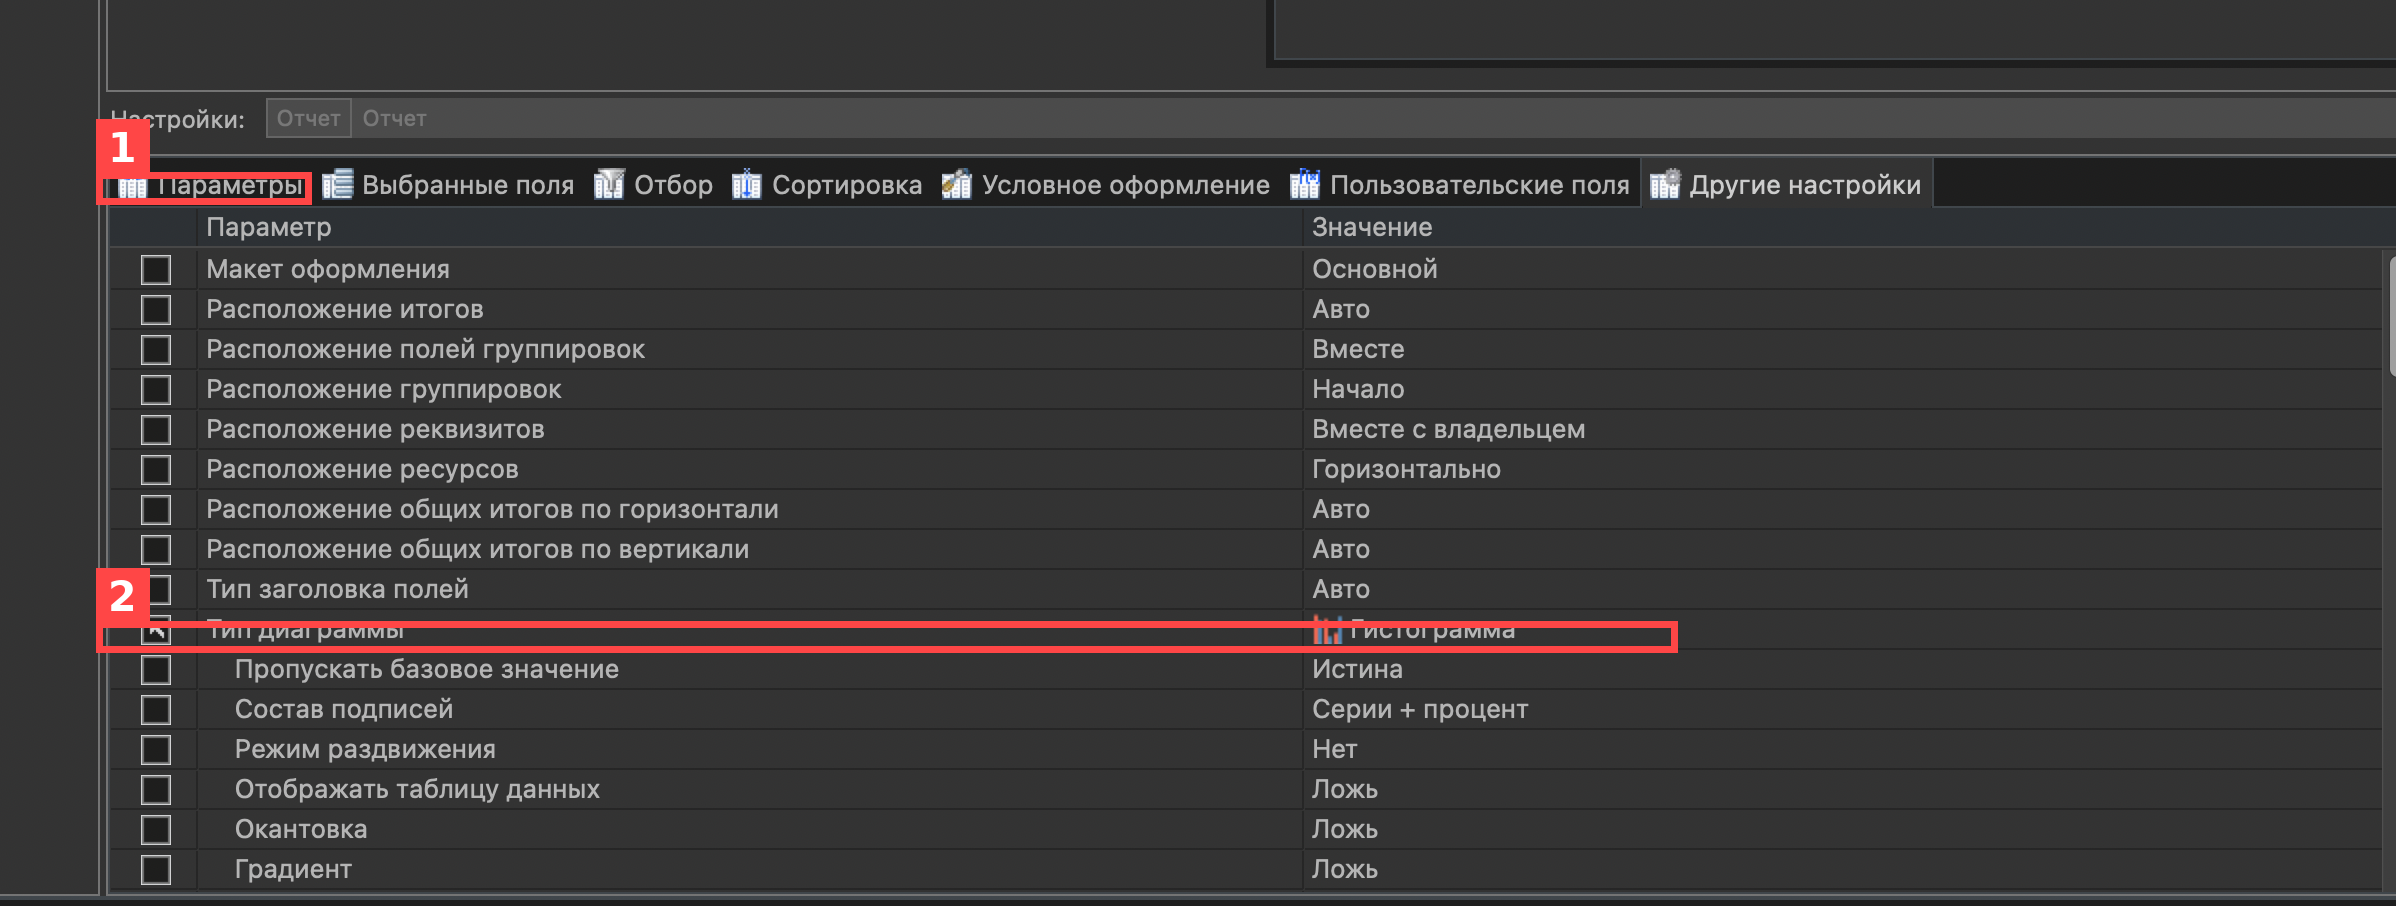 Настройки: Отчет Отчет
1
Параметры Выбранные поля Отбор Сортировка Условное оформление Пользовательские поля Другие настройки
Параметр Значение
Макет оформления Основной
Расположение итогов Авто
Расположение полей группировок Вместе
Расположение группировок Начало
Расположение реквизитов Вместе с владельцем
Расположение ресурсов Горизонтально
Расположение общих итогов по горизонтали Авто
Расположение общих итогов по вертикали Авто
2
Тип заголовка полей Авто
Тип диаграммы Гистограмма
Пропускать базовое значение Истина
Состав подписей Серии + процент
Режим раздвижения Нет
Отображать таблицу данных Ложь
Окантовка Ложь
Градиент Ложь